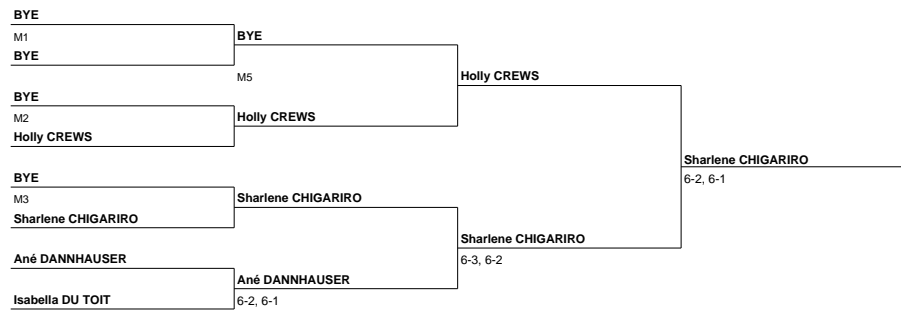 BYE
M1
BYE
BYE
M5
BYE
M2
Holly CREWS
Holly CREWS
Holly CREWS
BYE
M3
Sharlene CHIGARIRO
Sharlene CHIGARIRO
Ané DANNHAUSER
Isabella DU TOIT
Ané DANNHAUSER
6-2, 6-1
Sharlene CHIGARIRO
6-3, 6-2
Sharlene CHIGARIRO
6-2, 6-1